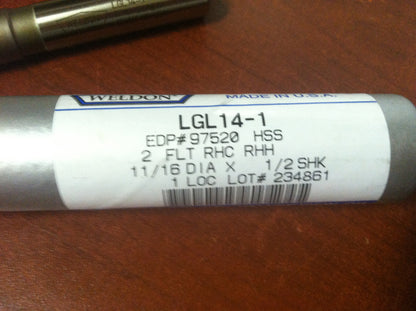 WELDON
MADE IN U.S.A.
LGL14-1
EDP# 97520 HSS
2 FLT RHC RHH
11/16 DIA X 1/2 SHK
1 LOC LOT# 234861